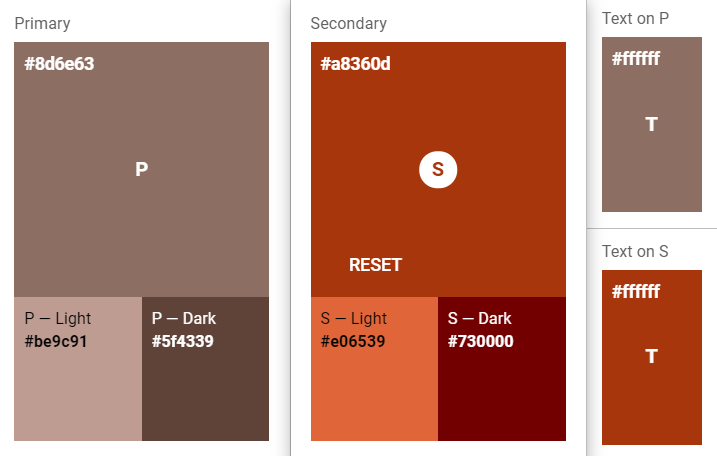 Primary
#8d6e63
P
P — Light
#be9c91
P — Dark
#5f4339
Secondary
#a8360d
S
RESET
S — Light
#e06539
S — Dark
#730000
Text on P
#ffffff
T
Text on S
#ffffff
T